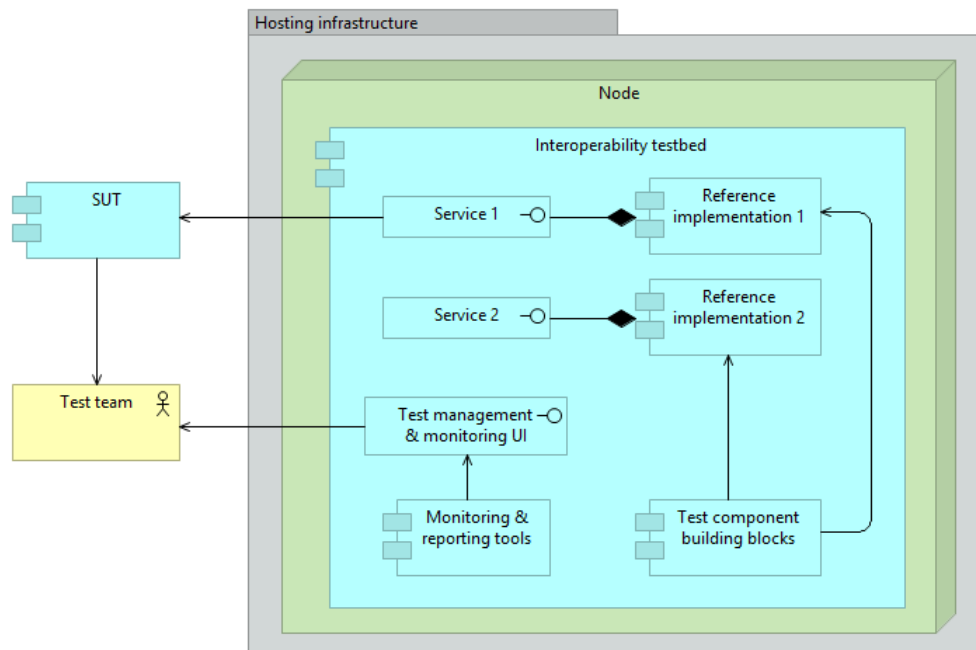 Hosting infrastructure
Node
Interoperability testbed
SUT
Service 1
Reference
implementation 1
Service 2
Reference
implementation 2
Test team
Test management
& monitoring UI
Monitoring &
reporting tools
Test component
building blocks